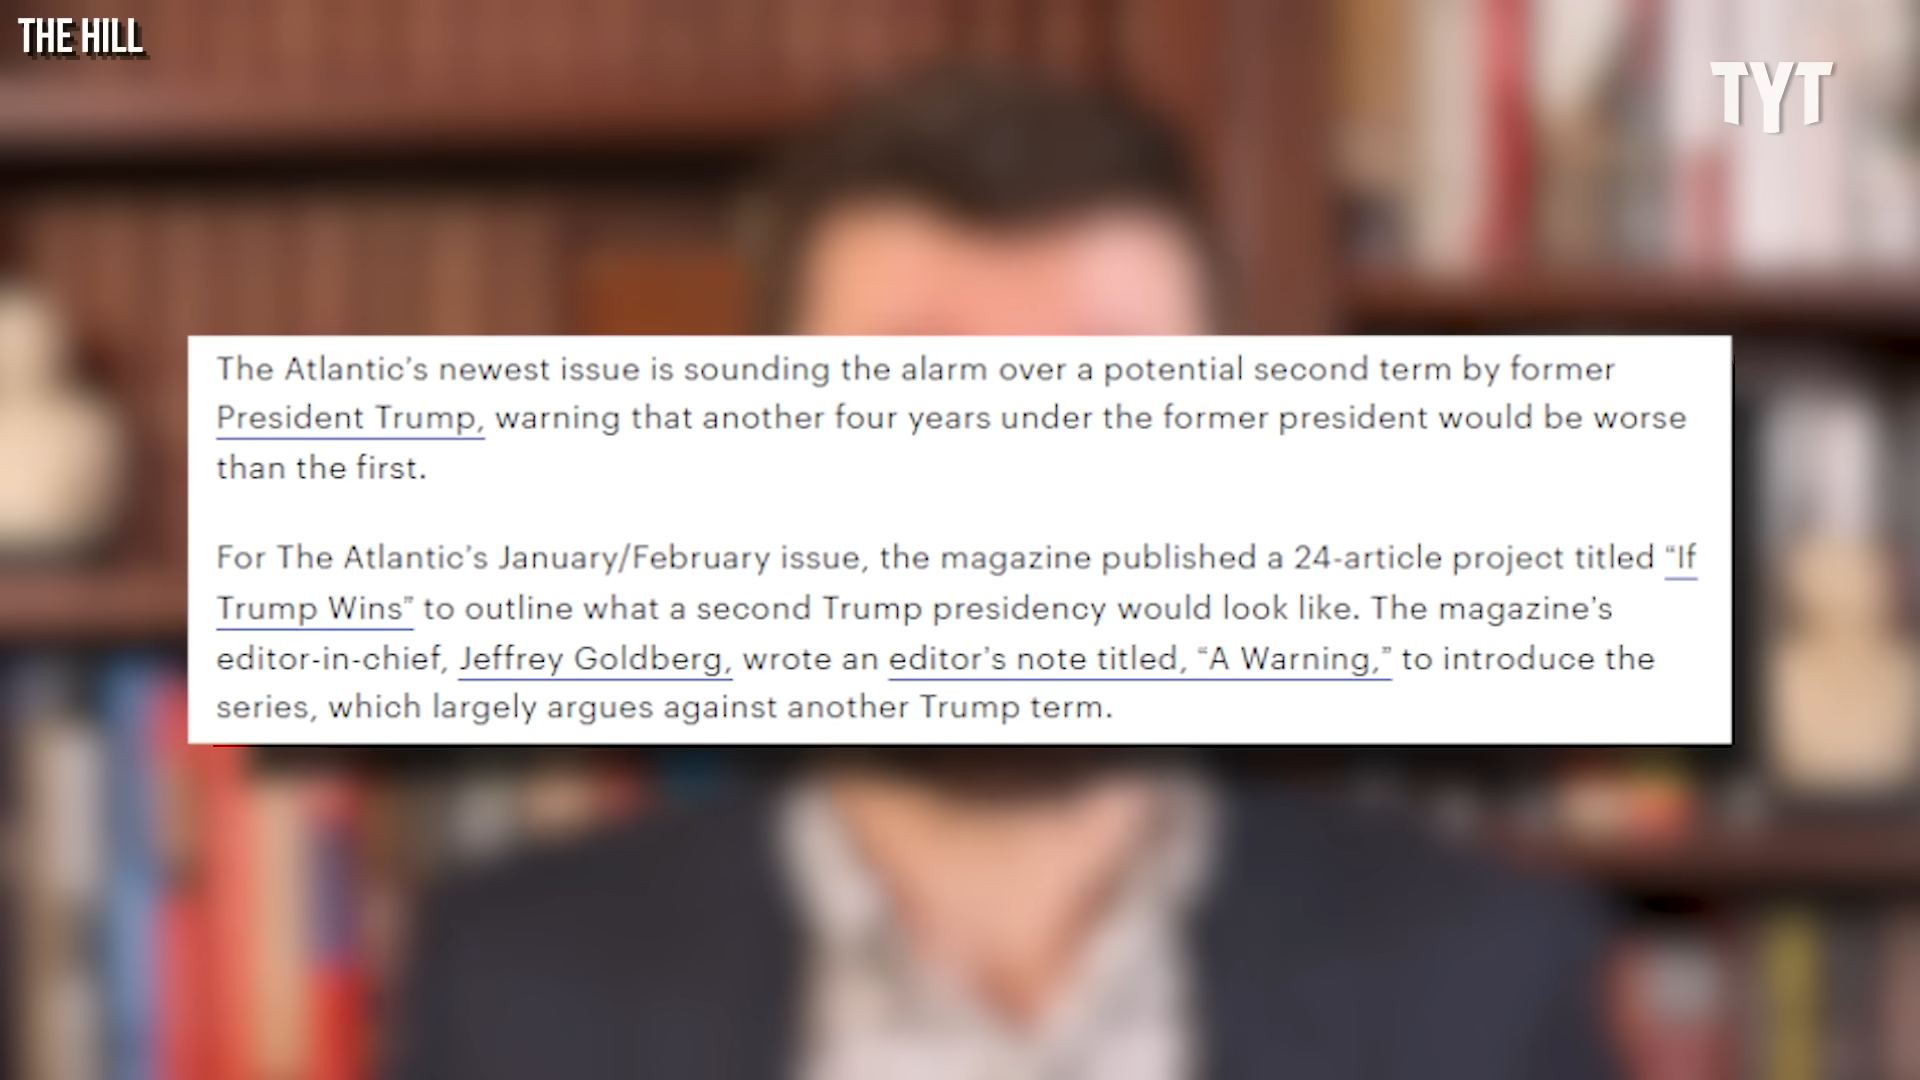 THE HILL
TYT
The Atlantic’s newest issue is sounding the alarm over a potential second term by former
President Trump, warning that another four years under the former president would be worse
than the first.
For The Atlantic’s January/February issue, the magazine published a 24-article project titled “If
Trump Wins” to outline what a second Trump presidency would look like. The magazine’s
editor-in-chief, Jeffrey Goldberg, wrote an editor’s note titled, “A Warning,” to introduce the
series, which largely argues against another Trump term.